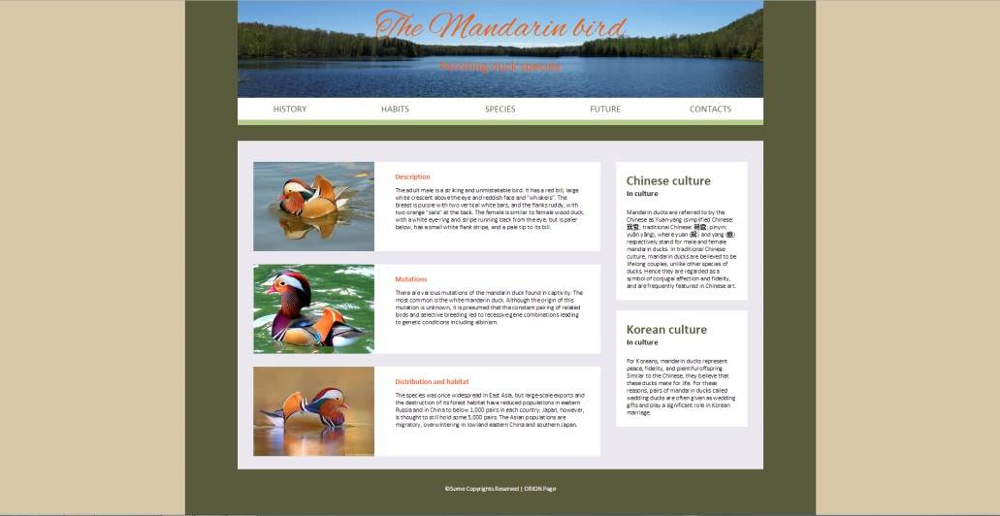 The Mandarin bird
Perching duck species
HISTORY HABITS SPECIES FUTURE CONTACTS
Description
The adult male is a striking and unmistakable bird. It has a red bill, large
white crescent above the eye and reddish face and "whiskers". The
breast is purple with two vertical white bars, and the flanks ruddy, with
two orange "sails" at the back. The female is similar to female wood duck,
with a white eye-ring and stripe running back from the eye, but is paler
below, has a small white flank stripe, and a pale tip to its bill.
Mutations
There are various mutations of the mandarin duck found in captivity. The
most common is the white mandarin duck. Although the origin of this
mutation is unknown, it is presumed that the constant pairing of related
birds and selective breeding led to recessive gene combinations leading
to genetic conditions including albinism.
Distribution and habitat
The species was once widespread in East Asia, but large-scale exports and
the destruction of its forest habitat have reduced populations in eastern
Russia and in China to below 1,000 pairs in each country; Japan, however,
is thought to still hold some 5,000 pairs. The Asian populations are
migratory, overwintering in lowland eastern China and southern Japan.
Chinese culture
In culture
Mandarin ducks are referred to by the
Chinese as Yuan-yang (simplified Chinese:
; traditional Chinese: ; pinyin:
yuān yāng), where yuan () and yang ()
respectively stand for male and female
mandarin ducks. In traditional Chinese
culture, mandarin ducks are believed to be
lifelong couples, unlike other species of
ducks. Hence they are regarded as a
symbol of conjugal affection and fidelity,
and are frequently featured in Chinese art.
Korean culture
In culture
For Koreans, mandarin ducks represent
peace, fidelity, and plentiful offspring.
Similar to the Chinese, they believe that
these ducks mate for life. For these
reasons, pairs of mandarin ducks called
wedding ducks are often given as wedding
gifts and play a significant role in Korean
marriage.
©Some Copyrights Reserved | ORION Page